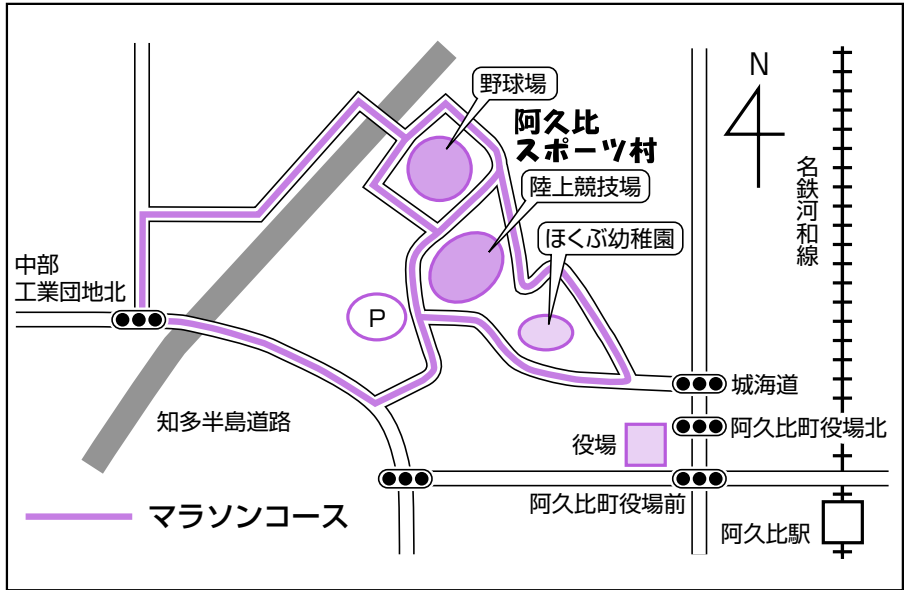 野球場
N
阿久比
スポーツ村
陸上競技場
名鉄河和線
ほくぶ幼稚園
中部
工業団地北
P
城海道
知多半島道路
阿久比町役場北
役場
阿久比町役場前
マラソンコース
阿久比駅